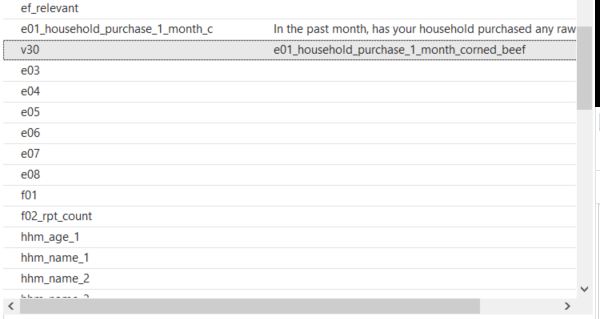 ef_relevant
e01_household_purchase_1_month_c In the past month, has your household purchased any raw
v30 e01_household_purchase_1_month_corned_beef
e03
e04
e05
e06
e07
e08
f01
f02_rpt_count
hhm_age_1
hhm_name_1
hhm_name_2